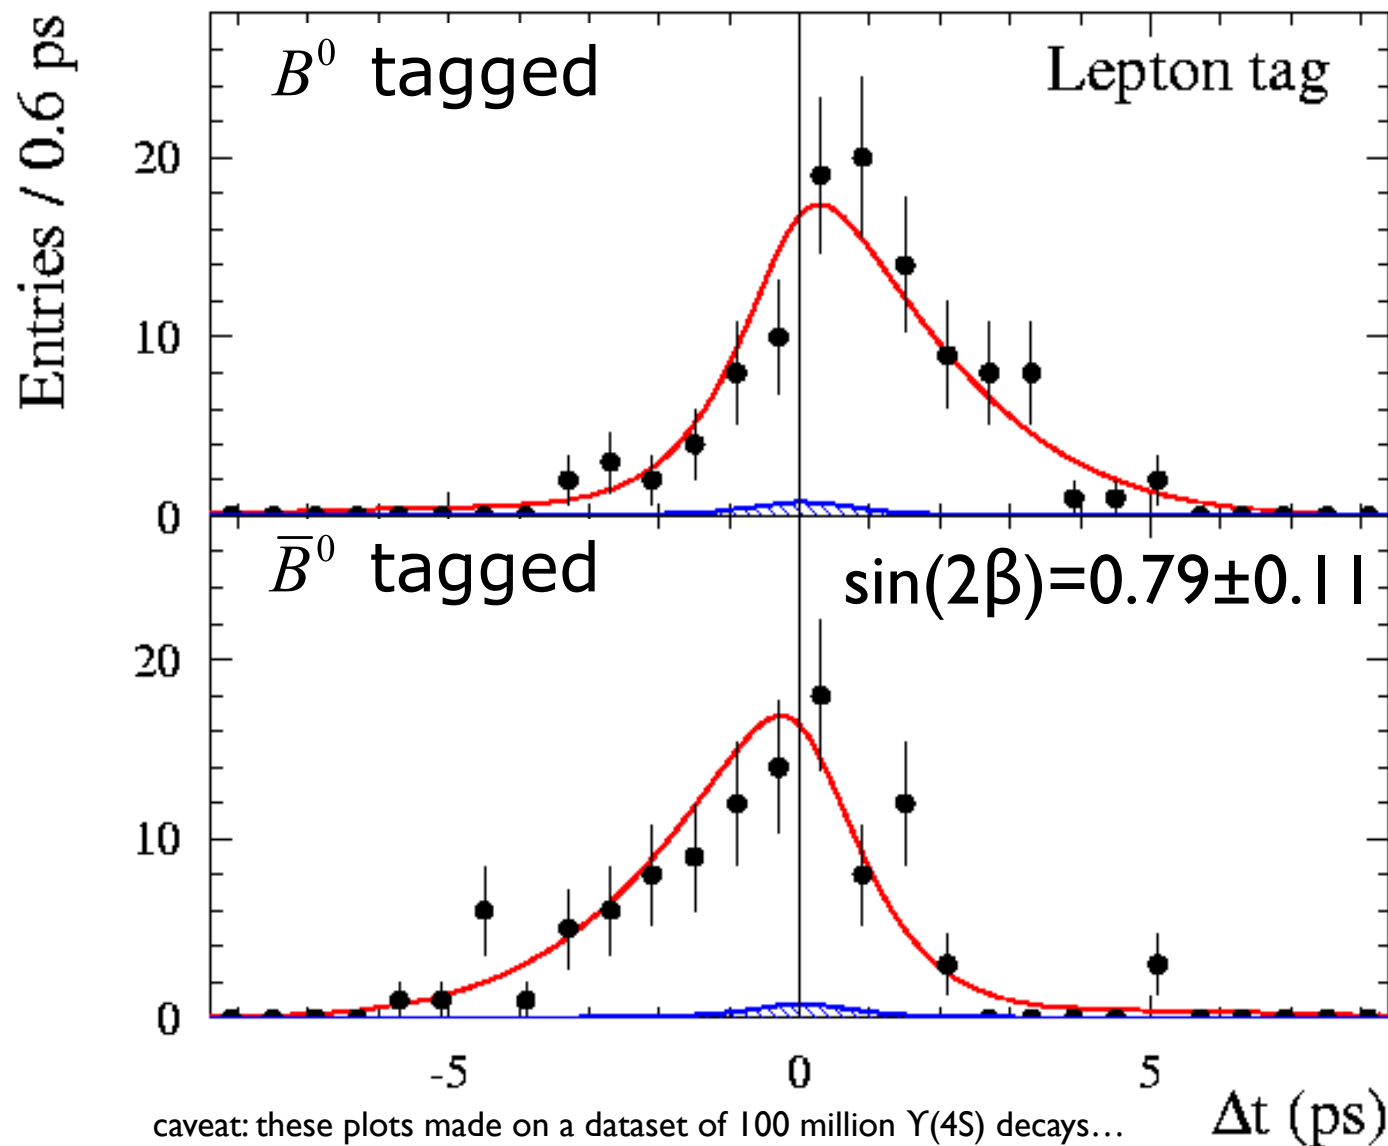 Entries / 0.6 ps
B⁰ tagged
Lepton tag
20
10
0
B̅⁰ tagged
sin(2β)=0.79±0.11
20
10
0
-5 0 5
Δt (ps)
caveat: these plots made on a dataset of 100 million ϒ(4S) decays…